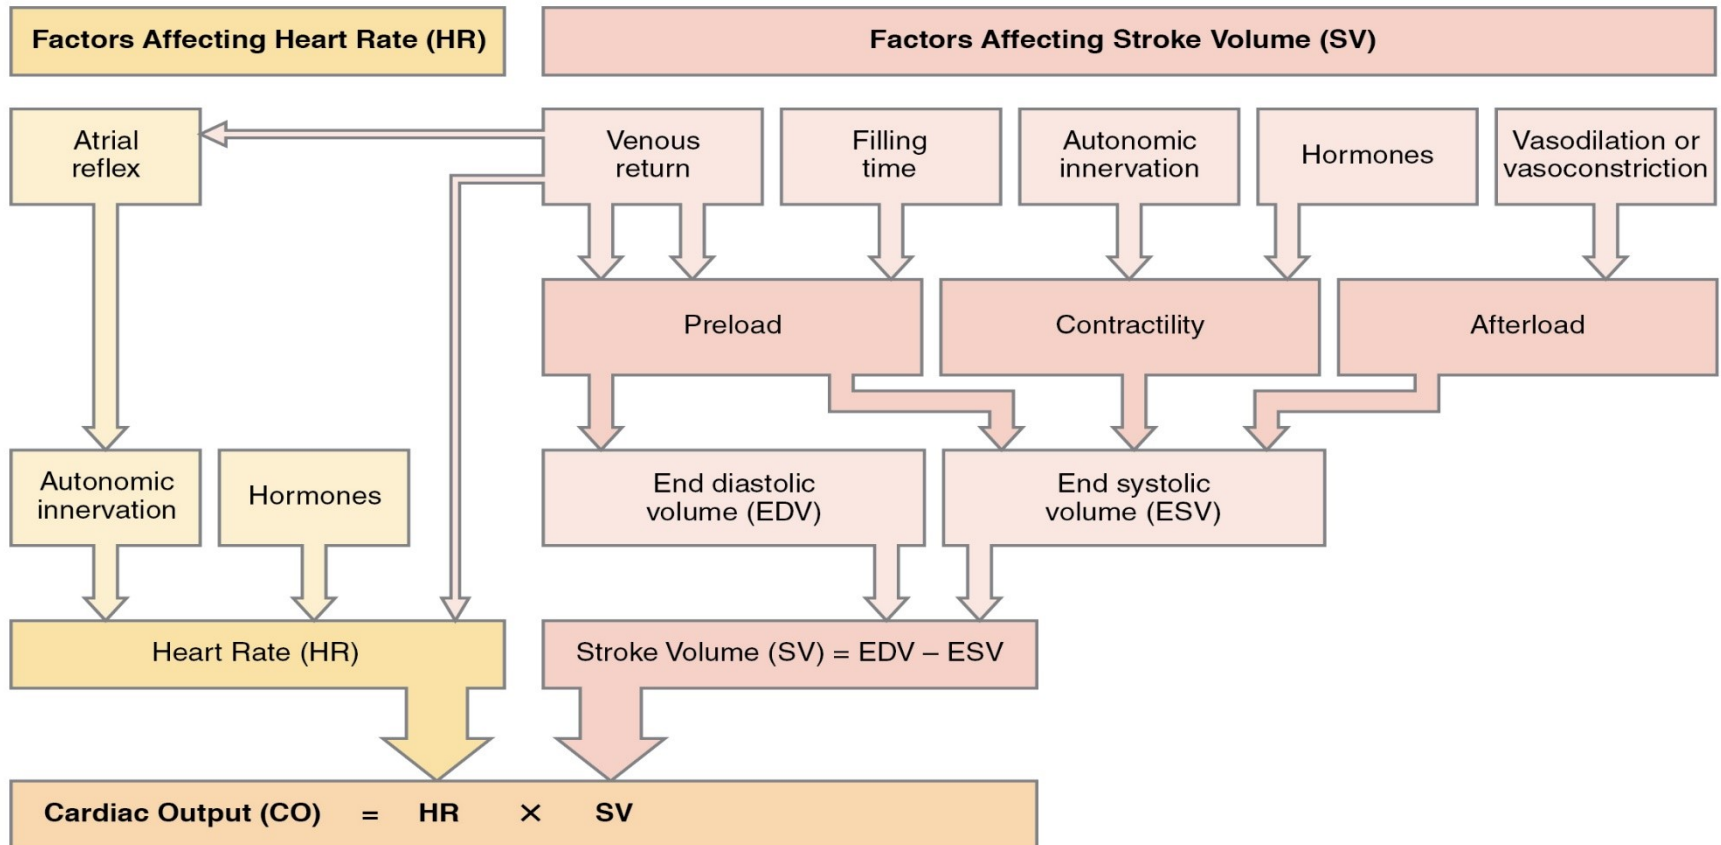 Factors Affecting Heart Rate (HR)
Factors Affecting Stroke Volume (SV)
Atrial
reflex
Venous
return
Filling
time
Autonomic
innervation
Hormones
Vasodilation or
vasoconstriction
Preload
Contractility
Afterload
Autonomic
innervation
Hormones
End diastolic
volume (EDV)
End systolic
volume (ESV)
Heart Rate (HR)
Stroke Volume (SV) = EDV – ESV
Cardiac Output (CO) = HR × SV